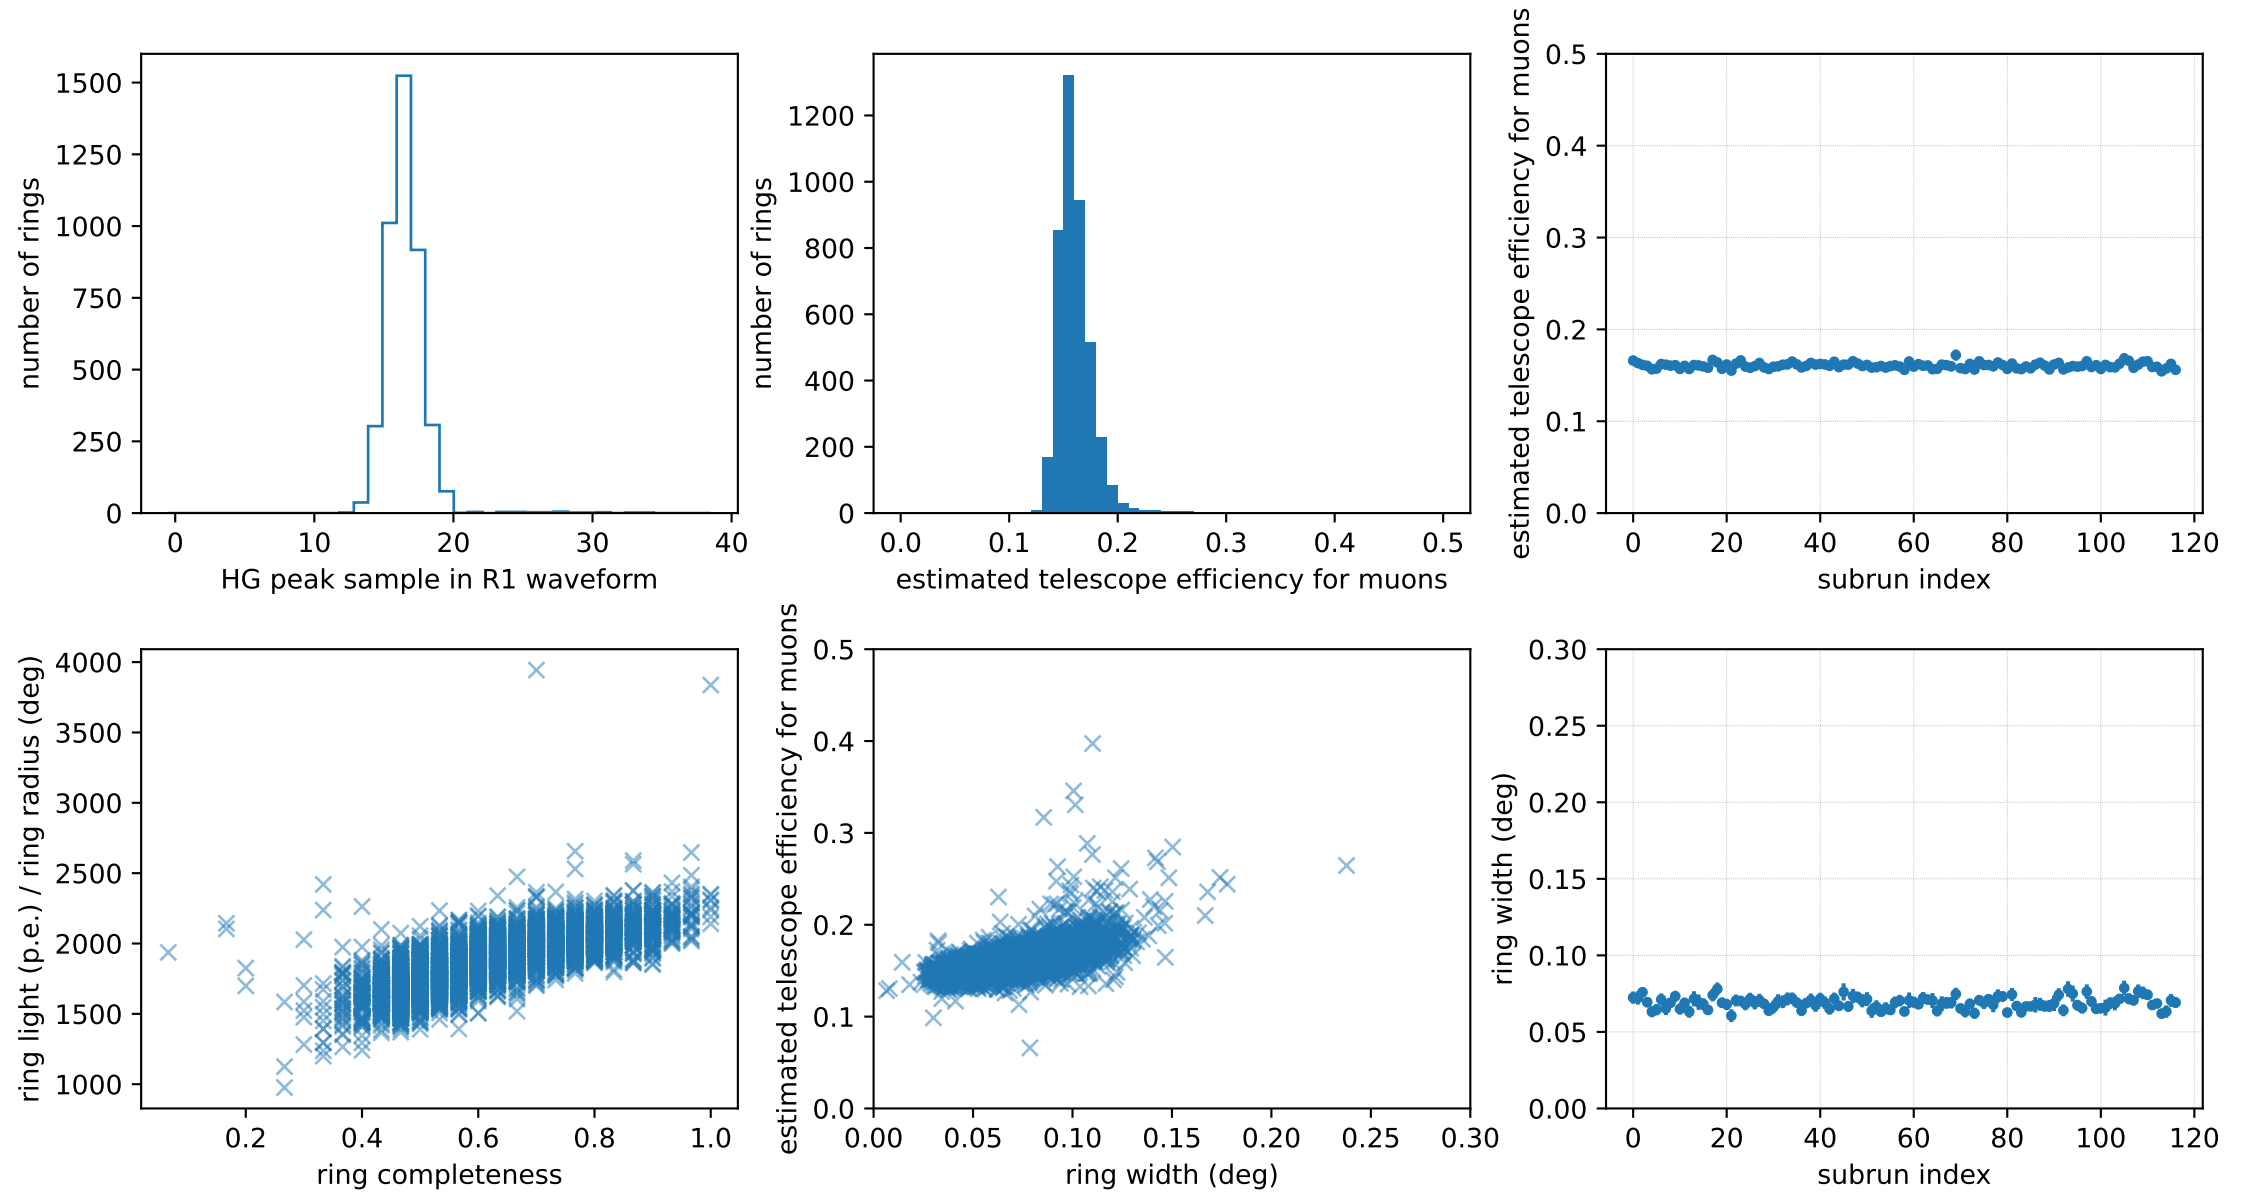 number of rings
1500
1250
1000
750
500
250
0
0 10 20 30 40
HG peak sample in R1 waveform
number of rings
1200
1000
800
600
400
200
0
0.0 0.1 0.2 0.3 0.4 0.5
estimated telescope efficiency for muons
estimated telescope efficiency for muons
0.5
0.4
0.3
0.2
0.1
0.0
0 20 40 60 80 100 120
subrun index
ring light (p.e.) / ring radius (deg)
4000
3500
3000
2500
2000
1500
1000
0.2 0.4 0.6 0.8 1.0
ring completeness
estimated telescope efficiency for muons
0.5
0.4
0.3
0.2
0.1
0.0
0.00 0.05 0.10 0.15 0.20 0.25 0.30
ring width (deg)
ring width (deg)
0.30
0.25
0.20
0.15
0.10
0.05
0.00
0 20 40 60 80 100 120
subrun index